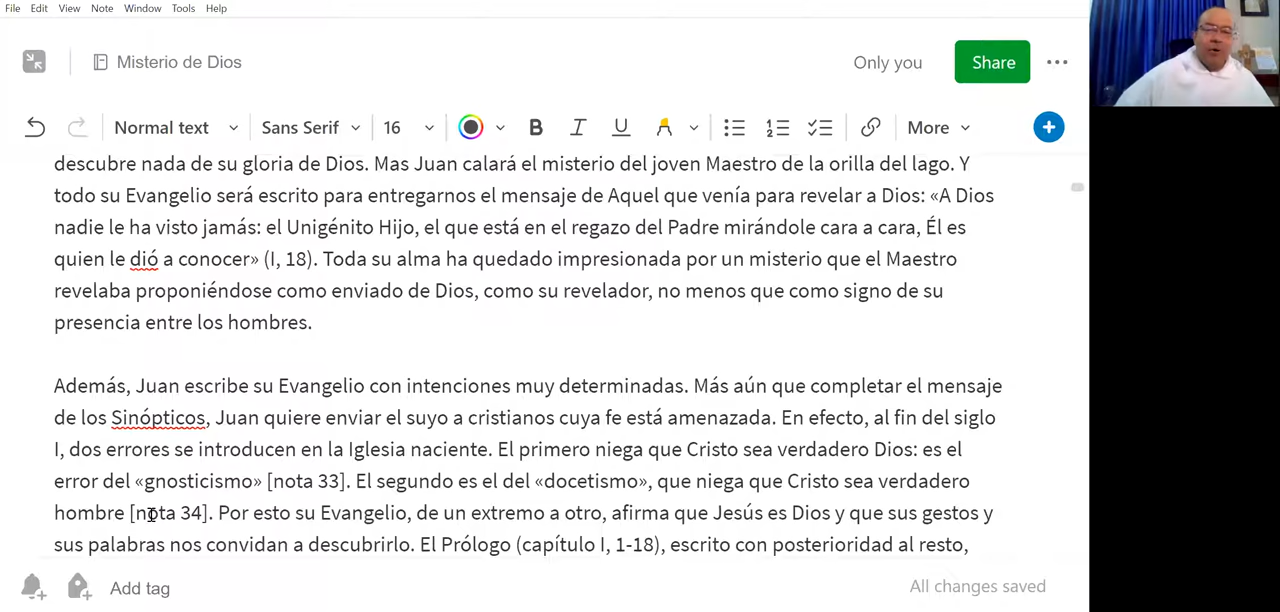 File Edit View Note Window Tools Help
Misterio de Dios Only you Share
Normal text Sans Serif 16 B I U A More
descubre nada de su gloria de Dios. Mas Juan calará el misterio del joven Maestro de la orilla del lago. Y
todo su Evangelio será escrito para entregarnos el mensaje de Aquel que venía para revelar a Dios: «A Dios
nadie le ha visto jamás: el Unigénito Hijo, el que está en el regazo del Padre mirándole cara a cara, Él es
quien le dió a conocer» (I, 18). Toda su alma ha quedado impresionada por un misterio que el Maestro
revelaba proponiéndose como enviado de Dios, como su revelador, no menos que como signo de su
presencia entre los hombres.
Además, Juan escribe su Evangelio con intenciones muy determinadas. Más aún que completar el mensaje
de los Sinópticos, Juan quiere enviar el suyo a cristianos cuya fe está amenazada. En efecto, al fin del siglo
I, dos errores se introducen en la Iglesia naciente. El primero niega que Cristo sea verdadero Dios: es el
error del «gnosticismo» [nota 33]. El segundo es el del «docetismo», que niega que Cristo sea verdadero
hombre [nota 34]. Por esto su Evangelio, de un extremo a otro, afirma que Jesús es Dios y que sus gestos y
sus palabras nos convidan a descubrirlo. El Prólogo (capítulo I, 1-18), escrito con posterioridad al resto,
Add tag All changes saved